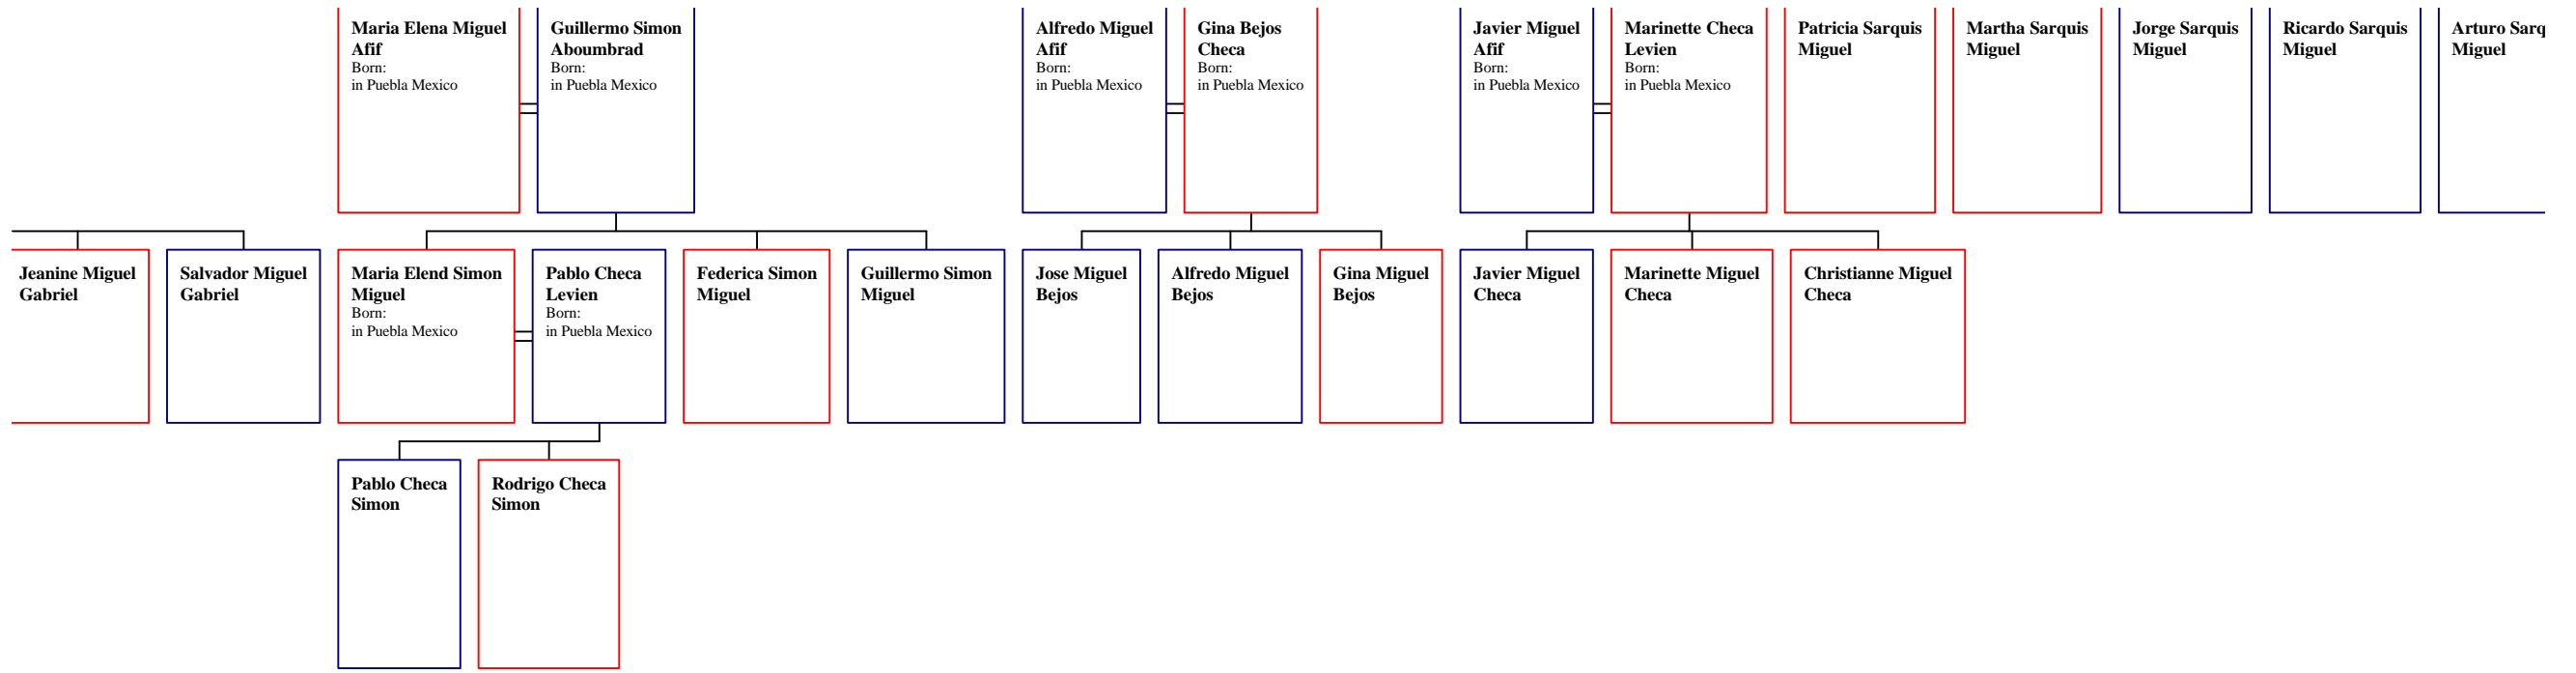 Maria Elena Miguel
Afif
Born:
in Puebla Mexico
Guillermo Simon
Aboumbrad
Born:
in Puebla Mexico
Alfredo Miguel
Afif
Born:
in Puebla Mexico
Gina Bejos
Checa
Born:
in Puebla Mexico
Javier Miguel
Afif
Born:
in Puebla Mexico
Marinette Checa
Levien
Born:
in Puebla Mexico
Patricia Sarquis
Miguel
Martha Sarquis
Miguel
Jorge Sarquis
Miguel
Ricardo Sarquis
Miguel
Arturo Sarq
Miguel
Jeanine Miguel
Gabriel
Salvador Miguel
Gabriel
Maria Elend Simon
Miguel
Born:
in Puebla Mexico
Pablo Checa
Levien
Born:
in Puebla Mexico
Federica Simon
Miguel
Guillermo Simon
Miguel
Jose Miguel
Bejos
Alfredo Miguel
Bejos
Gina Miguel
Bejos
Javier Miguel
Checa
Marinette Miguel
Checa
Christianne Miguel
Checa
Pablo Checa
Simon
Rodrigo Checa
Simon